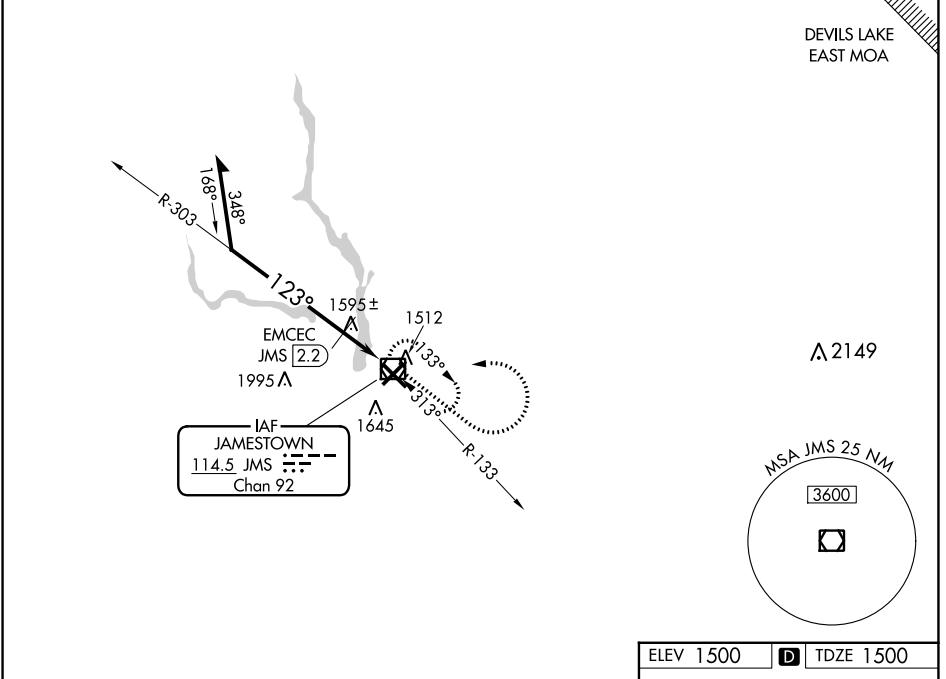 DEVILS LAKE
EAST MOA
R-303
168°
348°
123°
1595±
1512
EMCEC
JMS 2.2
133°
2149
1995
313°
1645
IAF
JAMESTOWN
114.5 JMS
Chan 92
R-133
MSA JMS 25 NM
3600
ELEV 1500 D TDZE 1500